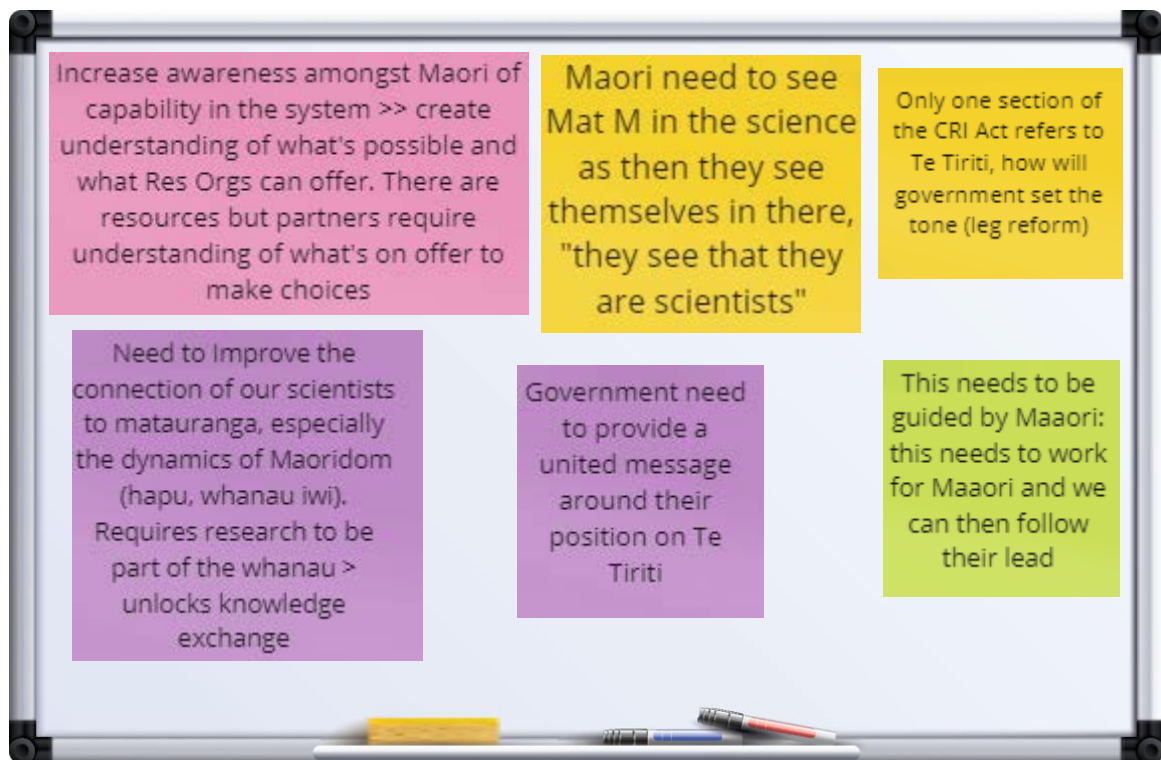 Increase awareness amongst Maori of
capability in the system >> create
understanding of what's possible and
what Res Orgs can offer. There are
resources but partners require
understanding of what's on offer to
make choices
Maori need to see
Mat M in the science
as then they see
themselves in there,
"they see that they
are scientists"
Only one section of
the CRI Act refers to
Te Tiriti, how will
government set the
tone (leg reform)
Need to Improve the
connection of our scientists
to matauranga, especially
the dynamics of Maoridom
(hapu, whanau iwi).
Requires research to be
part of the whanau >
unlocks knowledge
exchange
Government need
to provide a
united message
around their
position on Te
Tiriti
This needs to be
guided by Maaori:
this needs to work
for Maaori and we
can then follow
their lead